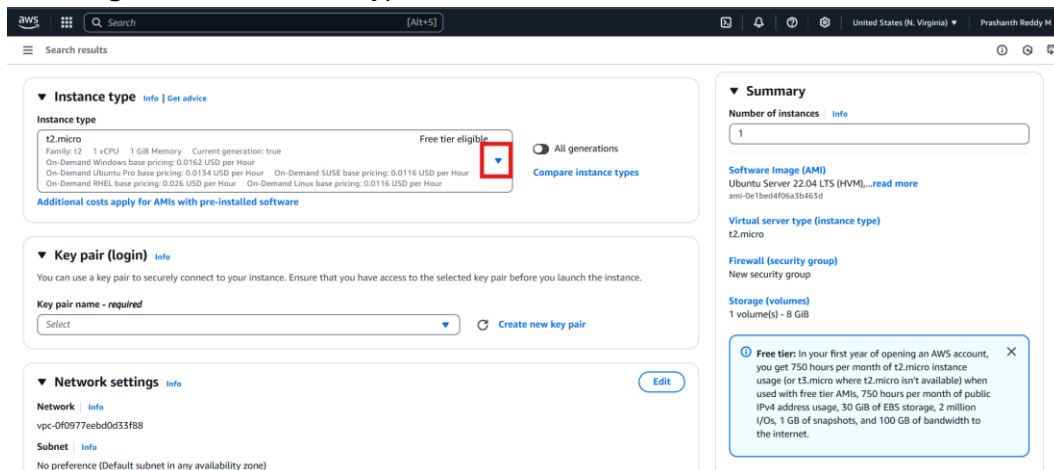 aws
Search [Alt+S]
United States (N. Virginia) ▼ Prashanth Reddy M
Search results
▼ Instance type Info | Get advice
Instance type
t2.micro Free tier eligible
Family: t2 1 vCPU 1 GiB Memory Current generation: true
On-Demand Windows base pricing: 0.0162 USD per Hour
On-Demand Ubuntu Pro base pricing: 0.0134 USD per Hour On-Demand SUSE base pricing: 0.0116 USD per Hour
On-Demand RHEL base pricing: 0.026 USD per Hour On-Demand Linux base pricing: 0.0116 USD per Hour
All generations
Compare instance types
Additional costs apply for AMIs with pre-installed software
▼ Key pair (login) Info
You can use a key pair to securely connect to your instance. Ensure that you have access to the selected key pair before you launch the instance.
Key pair name - required
Select
Create new key pair
▼ Network settings Info
Edit
Network | Info
vpc-0f0977eebd0d33f88
Subnet | Info
No preference (Default subnet in any availability zone)
▼ Summary
Number of instances | Info
1
Software Image (AMI)
Ubuntu Server 22.04 LTS (HVM),...read more
ami-0e1bed4f06a3b463d
Virtual server type (instance type)
t2.micro
Firewall (security group)
New security group
Storage (volumes)
1 volume(s) - 8 GiB
Free tier: In your first year of opening an AWS account,
you get 750 hours per month of t2.micro instance
usage (or t3.micro where t2.micro isn't available) when
used with free tier AMIs, 750 hours per month of public
IPv4 address usage, 30 GiB of EBS storage, 2 million
I/Os, 1 GB of snapshots, and 100 GB of bandwidth to
the internet.